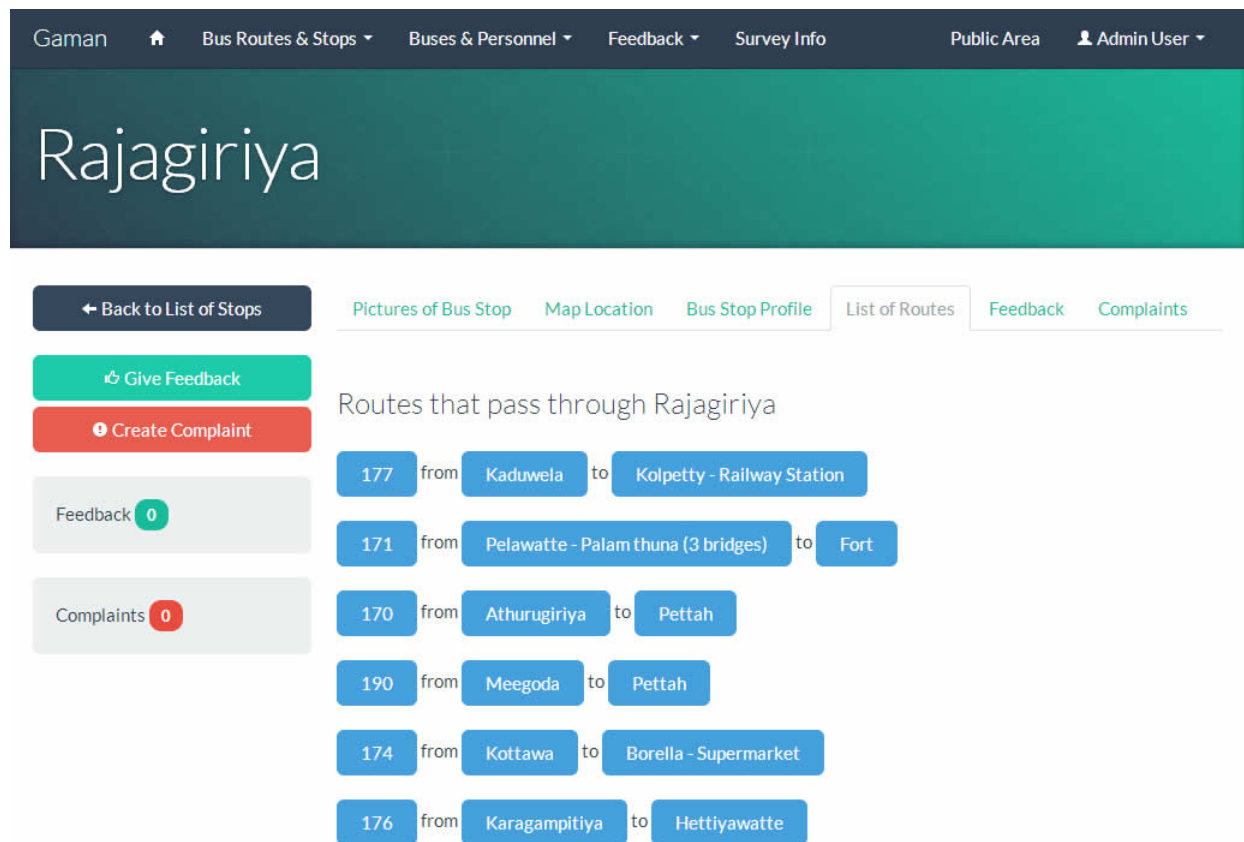 Gaman Bus Routes & Stops Buses & Personnel Feedback Survey Info Public Area Admin User
Rajagiriya
Back to List of Stops
Give Feedback
Create Complaint
Feedback 0
Complaints 0
Pictures of Bus Stop Map Location Bus Stop Profile List of Routes Feedback Complaints
Routes that pass through Rajagiriya
177 from Kaduwela to Kolpetty - Railway Station
171 from Pelawatte - Palam thuna (3 bridges) to Fort
170 from Athurugiriya to Pettah
190 from Meegoda to Pettah
174 from Kottawa to Borella - Supermarket
176 from Karagampitiya to Hettiyawatte